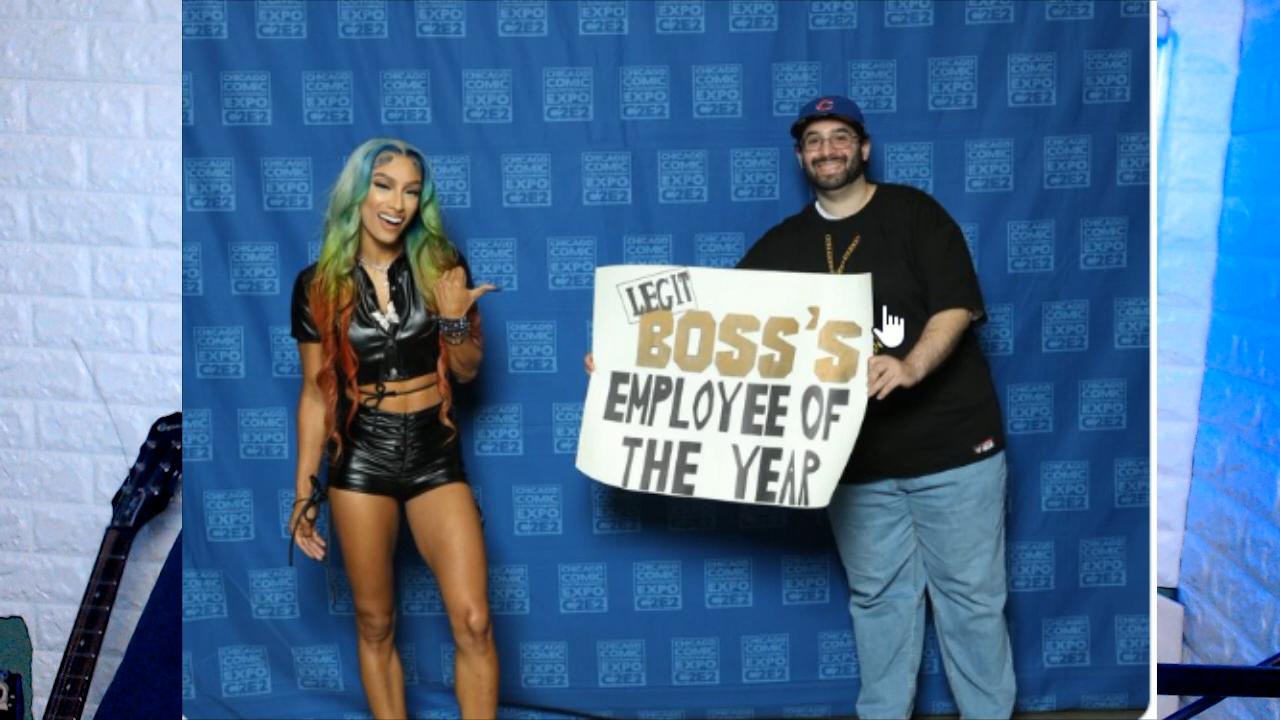 LEGIT
BOSS'S
EMPLOYEE OF
THE YEAR
CHICAGO
COMIC
EXPO
C2E2
C